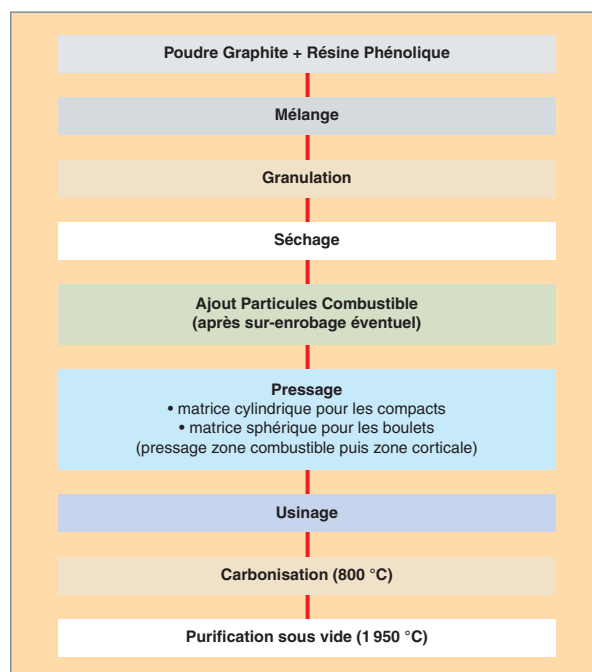 Poudre Graphite + Résine Phénolique
Mélange
Granulation
Séchage
Ajout Particules Combustible
(après sur-enrobage éventuel)
Pressage
• matrice cylindrique pour les compacts
• matrice sphérique pour les boulets
(pressage zone combustible puis zone corticale)
Usinage
Carbonisation (800 °C)
Purification sous vide (1 950 °C)